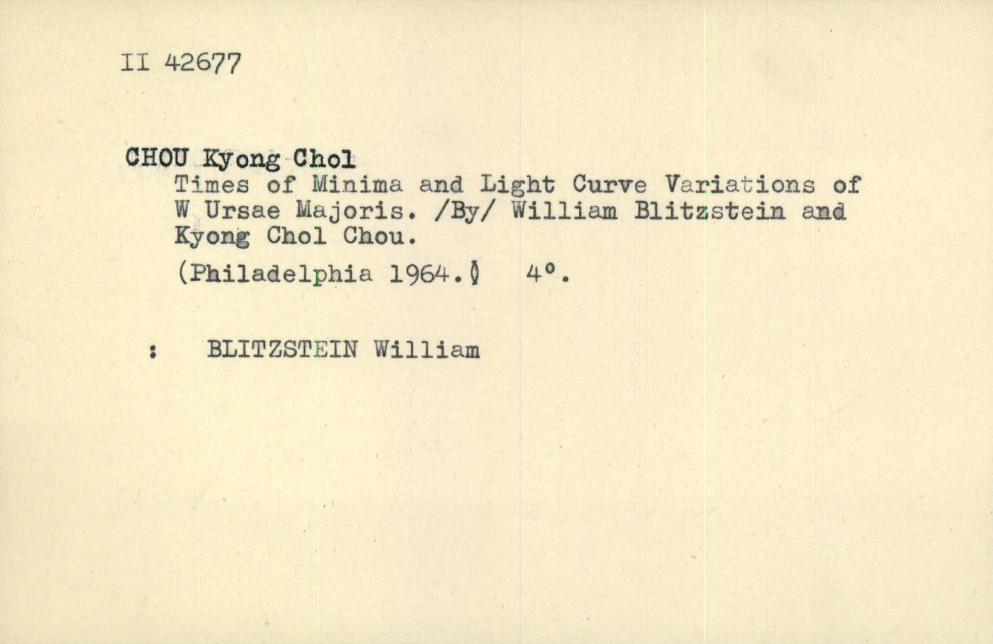 II 42677
CHOU Kyong Chol
Times of Minima and Light Curve Variations of
W Ursae Majoris. /By/ William Blitzstein and
Kyong Chol Chou.
(Philadelphia 1964.) 4°.
: BLITZSTEIN William